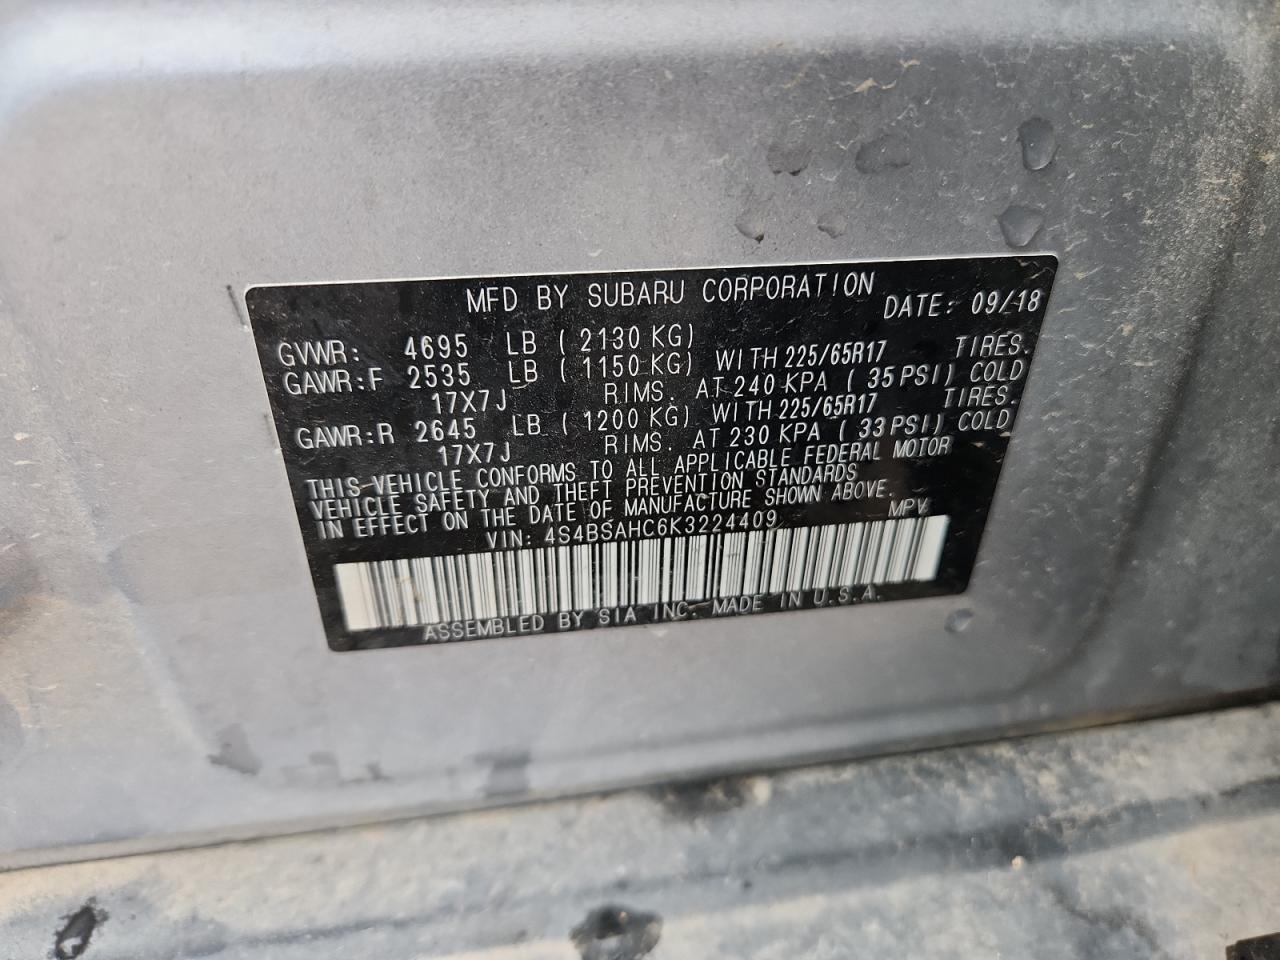 MFD BY SUBARU CORPORATION
DATE: 09/18
GVWR: 4695 LB ( 2130 KG)
GAWR:F 2535 LB ( 1150 KG) WITH 225/65R17 TIRES.
17X7J RIMS. AT 240 KPA ( 35 PSI) COLD
GAWR:R 2645 LB ( 1200 KG) WITH 225/65R17 TIRES.
17X7J RIMS. AT 230 KPA ( 33 PSI) COLD
THIS VEHICLE CONFORMS TO ALL APPLICABLE FEDERAL MOTOR
VEHICLE SAFETY AND THEFT PREVENTION STANDARDS
IN EFFECT ON THE DATE OF MANUFACTURE SHOWN ABOVE.
VIN: 4S4BSAHC6K3224409 MPV
ASSEMBLED BY SIA INC. MADE IN U.S.A.